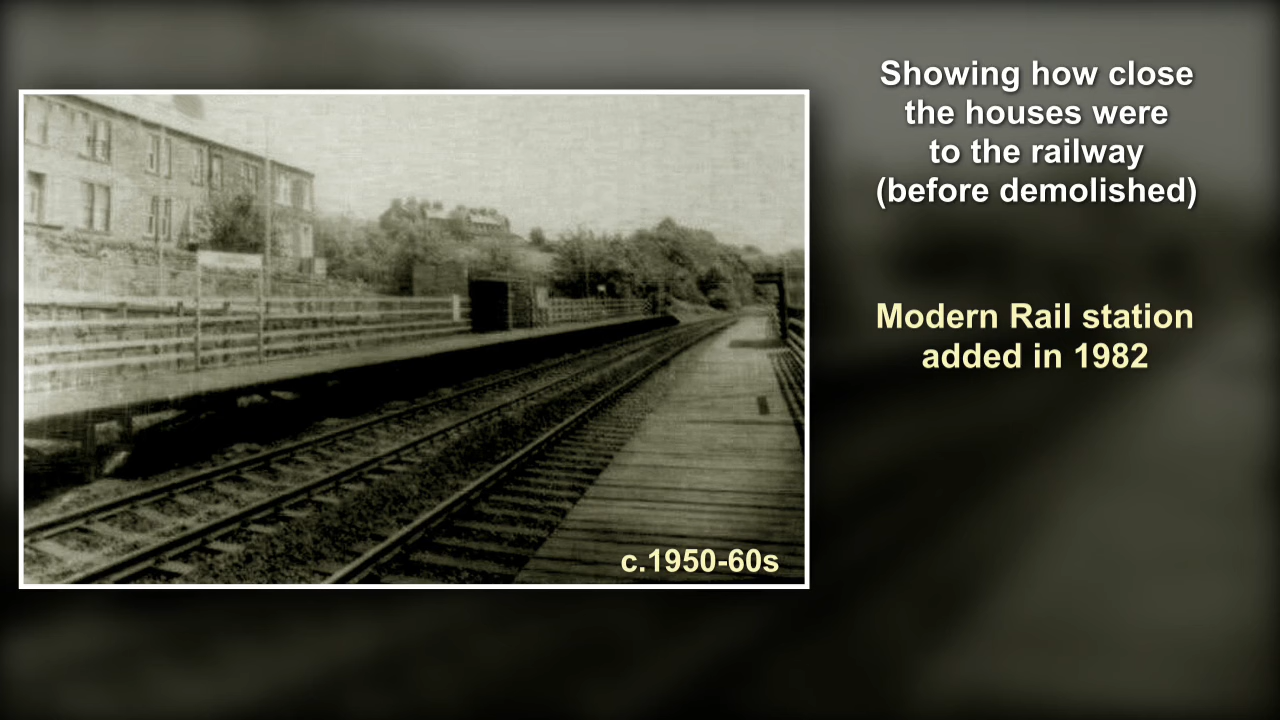 Showing how close
the houses were
to the railway
(before demolished)
Modern Rail station
added in 1982
c.1950-60s